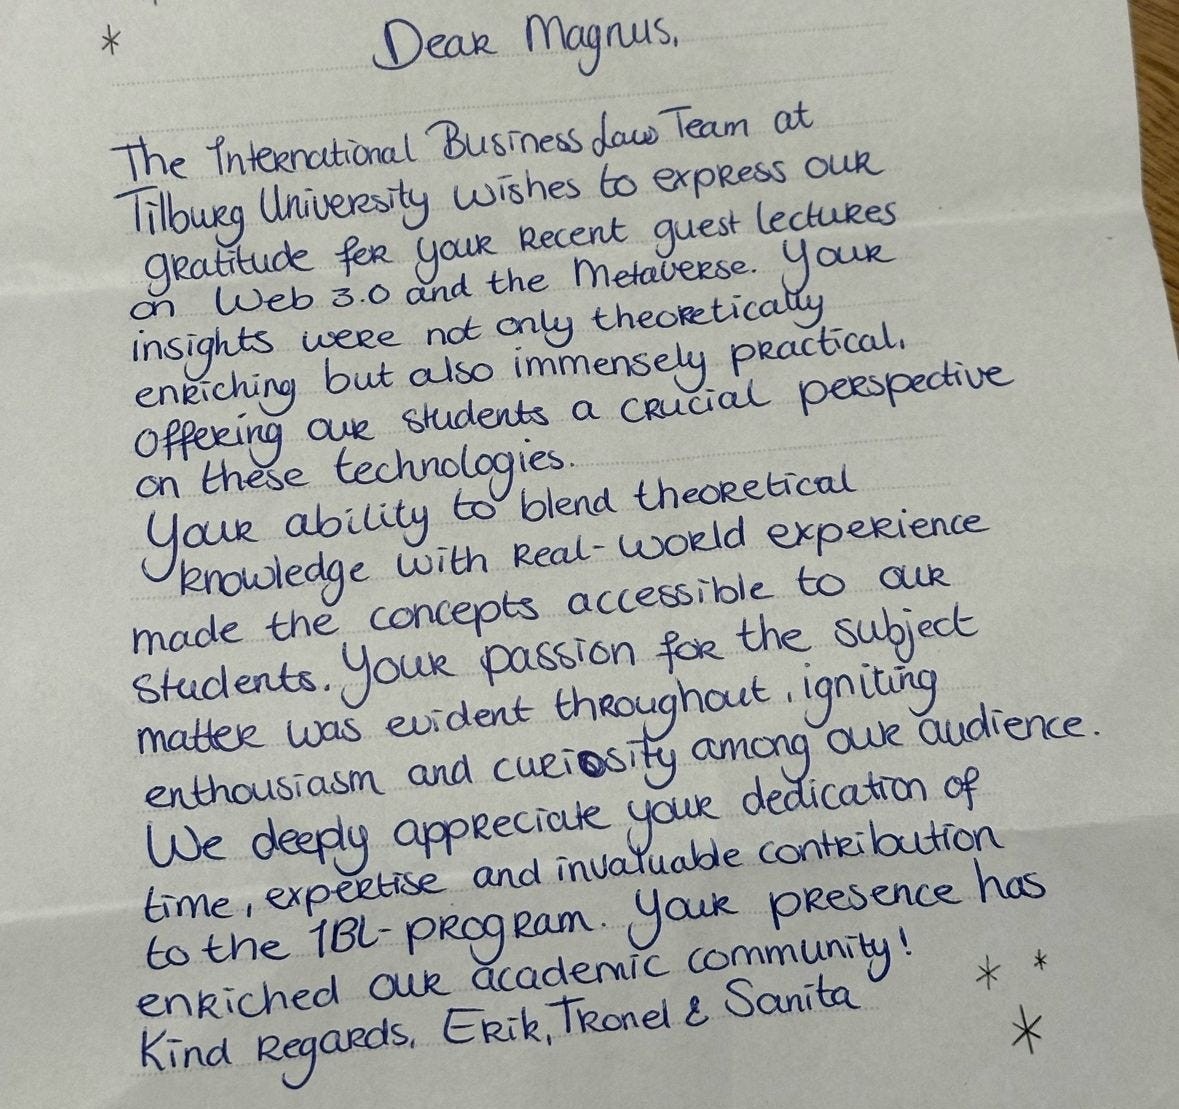 Dear Magnus,
The International Business Law Team at
Tilburg University wishes to express our
gratitude for your recent guest lectures
on Web 3.0 and the Metaverse. Your
insights were not only theoretically
enriching but also immensely practical,
offering our students a crucial perspective
on these technologies.
Your ability to blend theoretical
knowledge with real-world experience
made the concepts accessible to our
students. Your passion for the subject
matter was evident throughout, igniting
enthousiasm and curiosity among our audience.
We deeply appreciate your dedication of
time, expertise and invaluable contribution
to the IBL-program. Your presence has
enriched our academic community!
Kind regards, Erik, Tronel & Sanita